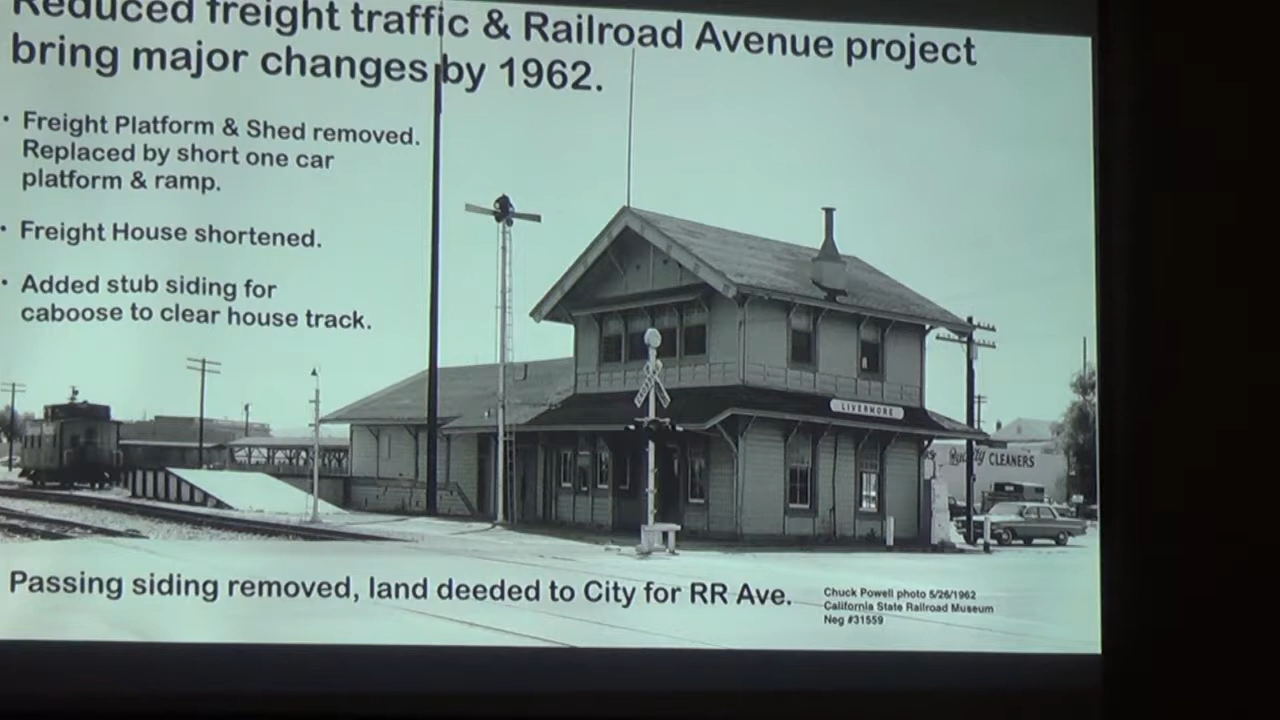 Reduced freight traffic & Railroad Avenue project
bring major changes by 1962.
• Freight Platform & Shed removed.
Replaced by short one car
platform & ramp.
• Freight House shortened.
• Added stub siding for
caboose to clear house track.
LIVERMORE
Quality CLEANERS
Passing siding removed, land deeded to City for RR Ave.
Chuck Powell photo 5/26/1962
California State Railroad Museum
Neg #31559